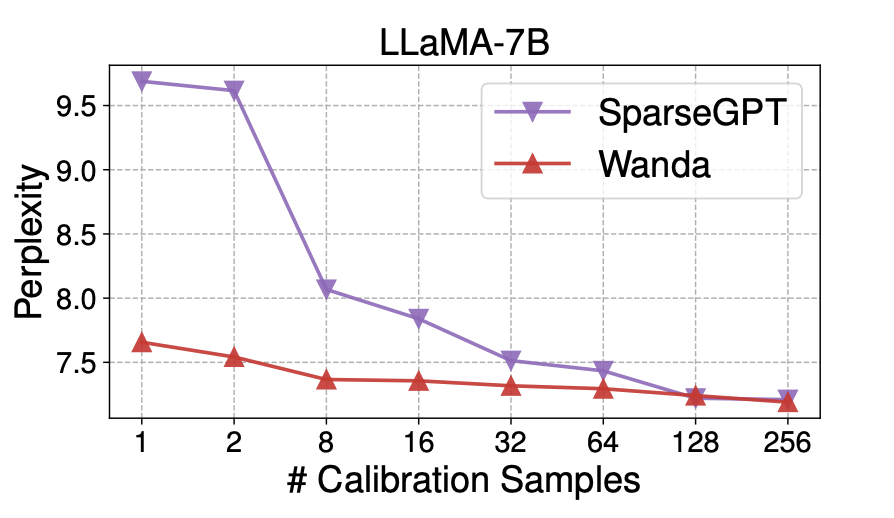 LLaMA-7B
SparseGPT
Wanda
Perplexity
9.5
9.0
8.5
8.0
7.5
1 2 8 16 32 64 128 256
# Calibration Samples